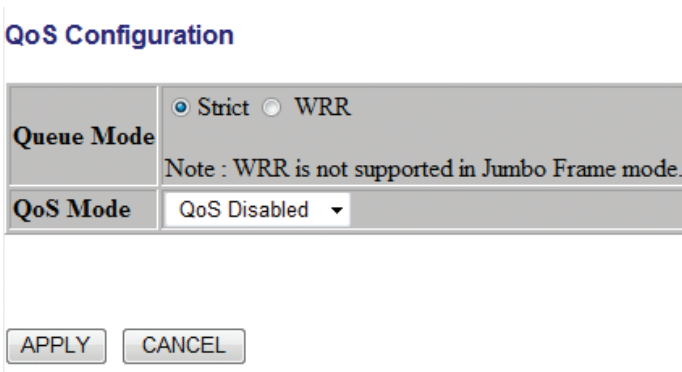 QoS Configuration
Queue Mode
Strict WRR
Note : WRR is not supported in Jumbo Frame mode.
QoS Mode
QoS Disabled
APPLY CANCEL